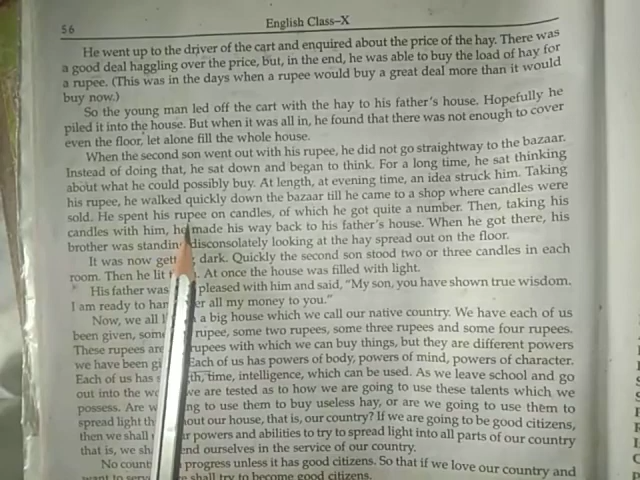 56
English Class–X
He went up to the driver of the cart and enquired about the price of the hay. There was
a good deal haggling over the price, but, in the end, he was able to buy the load of hay for
a rupee. (This was in the days when a rupee would buy a great deal more than it would
buy now.)
So the young man led off the cart with the hay to his father's house. Hopefully he
piled it into the house. But when it was all in, he found that there was not enough to cover
even the floor, let alone fill the whole house.
When the second son went out with his rupee, he did not go straightway to the bazaar.
Instead of doing that, he sat down and began to think. For a long time, he sat thinking
about what he could possibly buy. At length, at evening time, an idea struck him. Taking
his rupee, he walked quickly down the bazaar till he came to a shop where candles were
sold. He spent his rupee on candles, of which he got quite a number. Then, taking his
candles with him, he made his way back to his father's house. When he got there, his
brother was standing disconsolately looking at the hay spread out on the floor.
It was now gett dark. Quickly the second son stood two or three candles in each
room. Then he lit At once the house was filled with light.
His father was pleased with him and said, "My son, you have shown true wisdom.
I am ready to han er all my money to you."
Now, we all l a big house which we call our native country. We have each of us
been given, some rupee, some two rupees, some three rupees and some four rupees.
These rupees are rupees with which we can buy things, but they are different powers
we have been gi Each of us has powers of body, powers of mind, powers of character.
Each of us has th, time, intelligence, which can be used. As we leave school and go
out into the wo we are tested as to how we are going to use these talents which we
possess. Are w ng to use them to buy useless hay, or are we going to use them to
spread light th out our house, that is, our country? If we are going to be good citizens,
then we shall r powers and abilities to try to spread light into all parts of our country
that is, we sha end ourselves in the service of our country.
No count progress unless it has good citizens. So that if we love our country and
want to serv shall try to become good citizens.